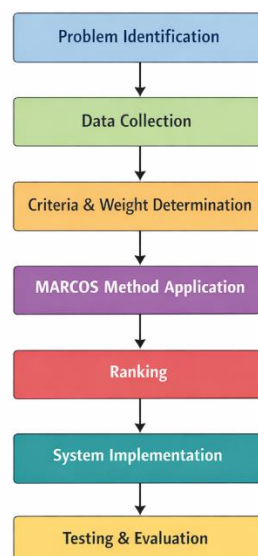 Problem Identification
Data Collection
Criteria & Weight Determination
MARCOS Method Application
Ranking
System Implementation
Testing & Evaluation